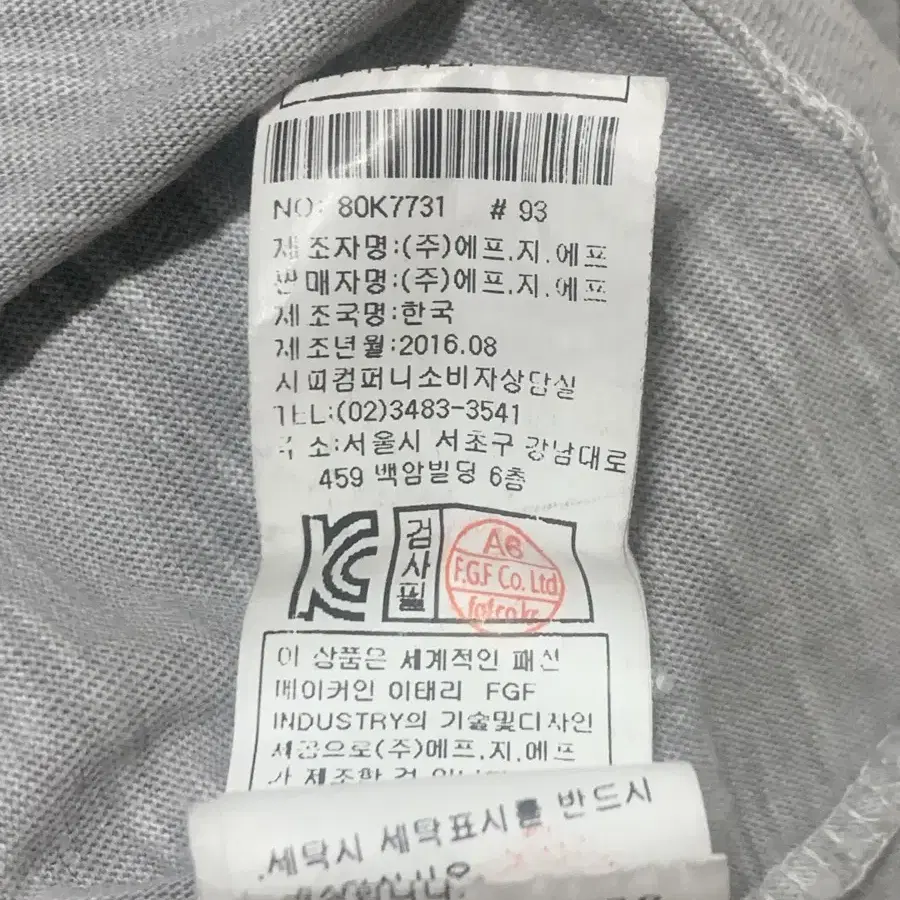 NO: 80K7731 # 93
제조자명:(주)에프.지.에프
판매자명:(주)에프.지.에프
제조국명:한국
제조년월:2016.08
시피컴퍼니소비자상담실
TEL:(02)3483-3541
주 소:서울시 서초구 강남대로
459 백암빌딩 6층
검사필
A6
F.G.F Co. Ltd
이 상품은 세계적인 패션
메이커인 이태리 FGF
INDUSTRY의 기술및디자인
제공으로(주)에프.지.에프
가 제조한 것
세탁시 세탁표시를 반드시